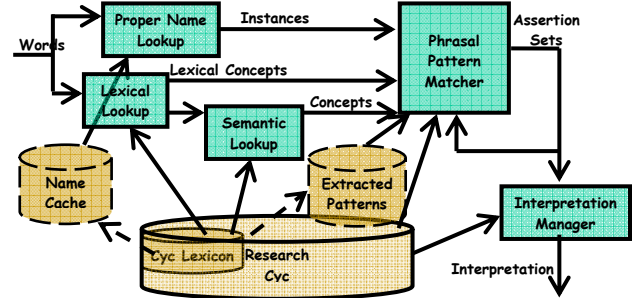 Proper Name
Lookup
Instances
Words
Phrasal
Pattern
Matcher
Assertion
Sets
Lexical Concepts
Lexical
Lookup
Concepts
Semantic
Lookup
Name
Cache
Extracted
Patterns
Interpretation
Manager
Cyc Lexicon
Research
Cyc
Interpretation